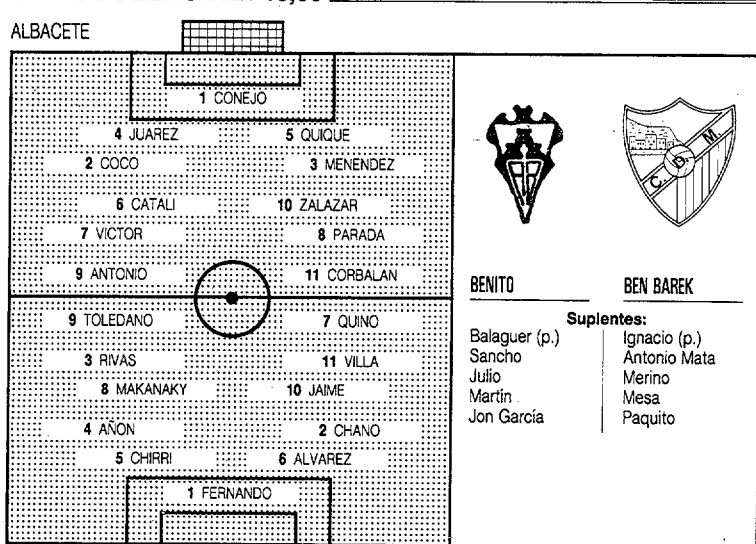 ALBACETE
1 CONEJO
4 JUAREZ 5 QUIQUE
2 COCO 3 MENENDEZ
6 CATALI 10 ZALAZAR
7 VICTOR 8 PARADA
9 ANTONIO 11 CORBALAN
9 TOLEDANO 7 QUINO
3 RIVAS 11 VILLA
8 MAKANAKY 10 JAIME
4 AÑON 2 CHANO
5 CHIRRI 6 ALVAREZ
1 FERNANDO
C. D. M.
BENITO BEN BAREK
Suplentes:
Balaguer (p.) Ignacio (p.)
Sancho Antonio Mata
Julio Merino
Martín Mesa
Jon García Paquito